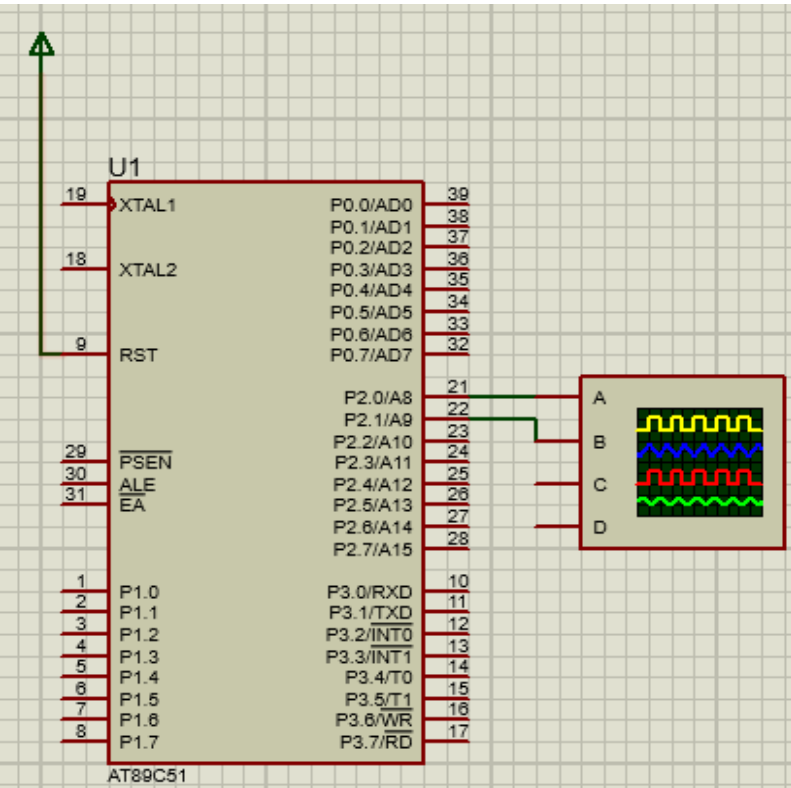 U1
19 XTAL1 P0.0/AD0 39
P0.1/AD1 38
P0.2/AD2 37
18 XTAL2 P0.3/AD3 36
P0.4/AD4 35
P0.5/AD5 34
P0.6/AD6 33
9 RST P0.7/AD7 32
P2.0/A8 21 A
P2.1/A9 22
P2.2/A10 23 B
29 PSEN P2.3/A11 24
30 ALE P2.4/A12 25 C
31 EA P2.5/A13 26
P2.6/A14 27 D
P2.7/A15 28
1 P1.0 P3.0/RXD 10
2 P1.1 P3.1/TXD 11
3 P1.2 P3.2/INT0 12
4 P1.3 P3.3/INT1 13
5 P1.4 P3.4/T0 14
6 P1.5 P3.5/T1 15
7 P1.6 P3.6/WR 16
8 P1.7 P3.7/RD 17
AT89C51